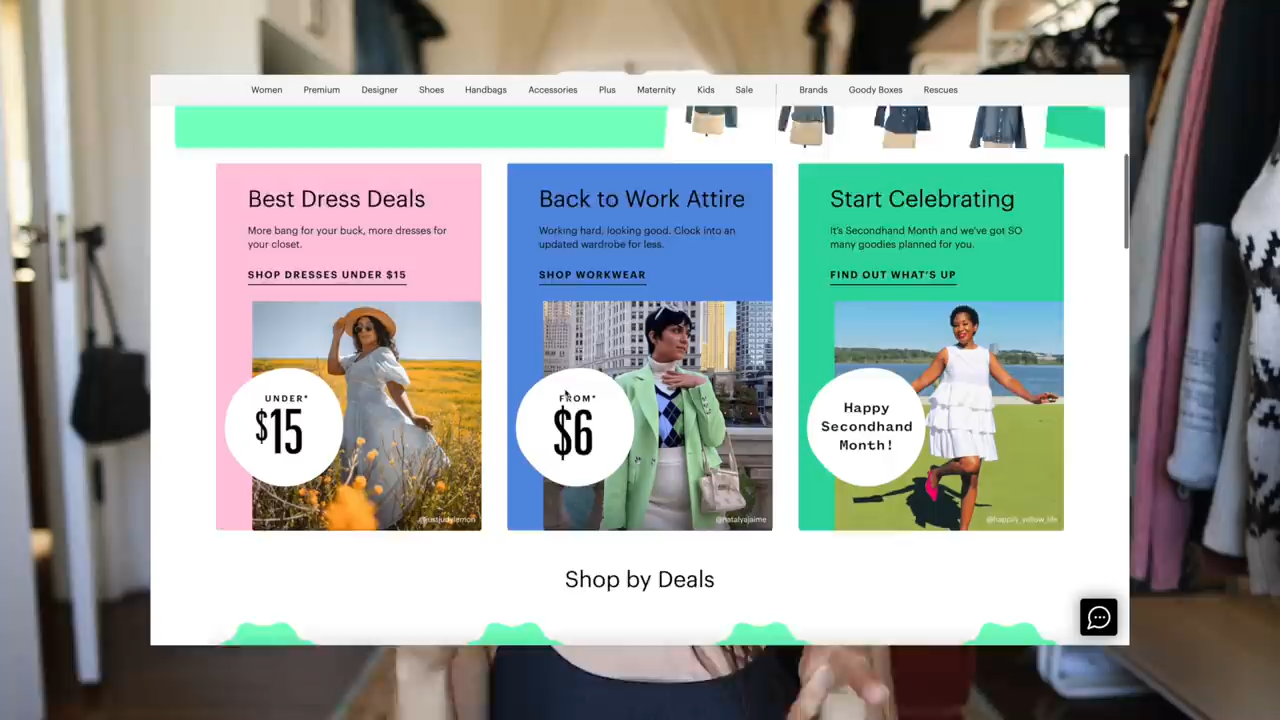 Women Premium Designer Shoes Handbags Accessories Plus Maternity Kids Sale Brands Goody Boxes Rescues
Best Dress Deals
More bang for your buck, more dresses for
your closet.
SHOP DRESSES UNDER $15
UNDER*
$15
@justjudylemon
Back to Work Attire
Working hard, looking good. Clock into an
updated wardrobe for less.
SHOP WORKWEAR
FROM*
$6
@natalyajaime
Start Celebrating
It's Secondhand Month and we've got SO
many goodies planned for you.
FIND OUT WHAT'S UP
Happy
Secondhand
Month!
@happily_yellow_life
Shop by Deals